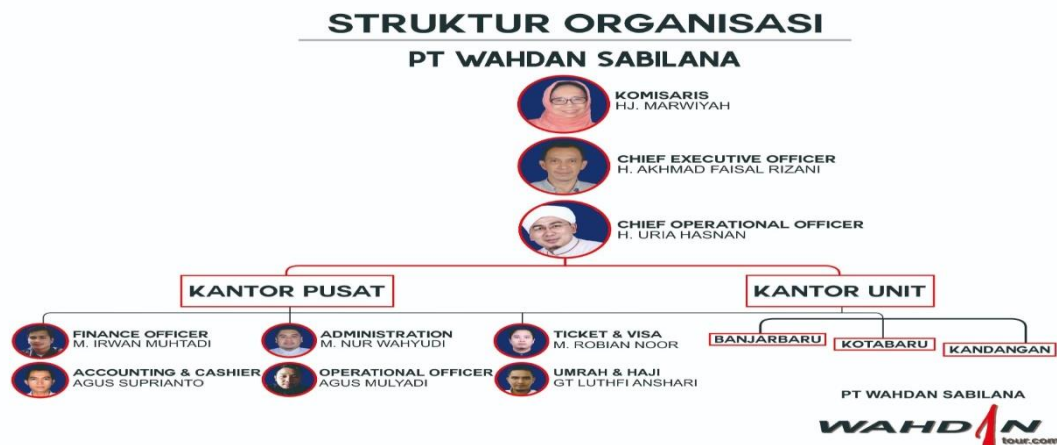 STRUKTUR ORGANISASI
PT WAHDAN SABILANA
KOMISARIS
HJ. MARWIYAH
CHIEF EXECUTIVE OFFICER
H. AKHMAD FAISAL RIZANI
CHIEF OPERATIONAL OFFICER
H. URIA HASNAN
KANTOR PUSAT
KANTOR UNIT
FINANCE OFFICER
M. IRWAN MUHTADI
ADMINISTRATION
M. NUR WAHYUDI
TICKET & VISA
M. ROBIAN NOOR
ACCOUNTING & CASHIER
AGUS SUPRIANTO
OPERATIONAL OFFICER
AGUS MULYADI
UMRAH & HAJI
GT LUTHFI ANSHARI
BANJARBARU
KOTABARU
KANDANGAN
PT WAHDAN SABILANA
WAHDAN
tour.com